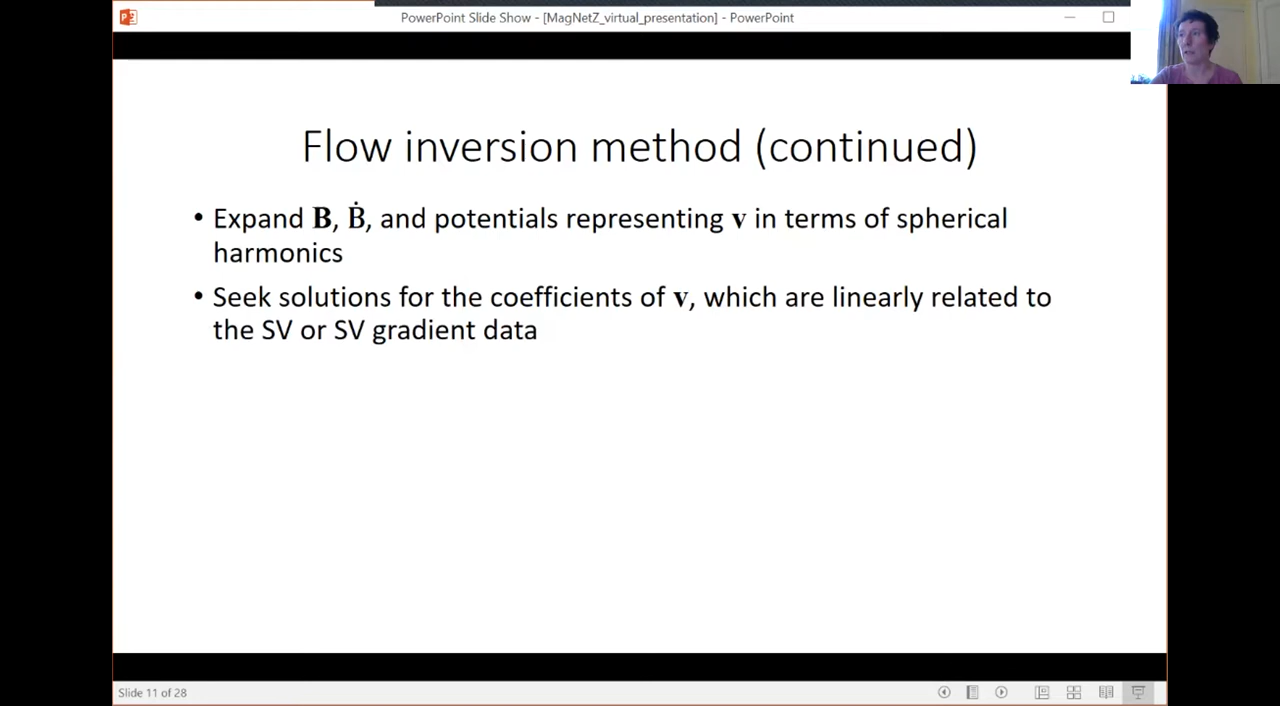 PowerPoint Slide Show - [MagNetZ_virtual_presentation] - PowerPoint
Flow inversion method (continued)
• Expand B, Ḃ, and potentials representing v in terms of spherical
harmonics
• Seek solutions for the coefficients of v, which are linearly related to
the SV or SV gradient data
Slide 11 of 28